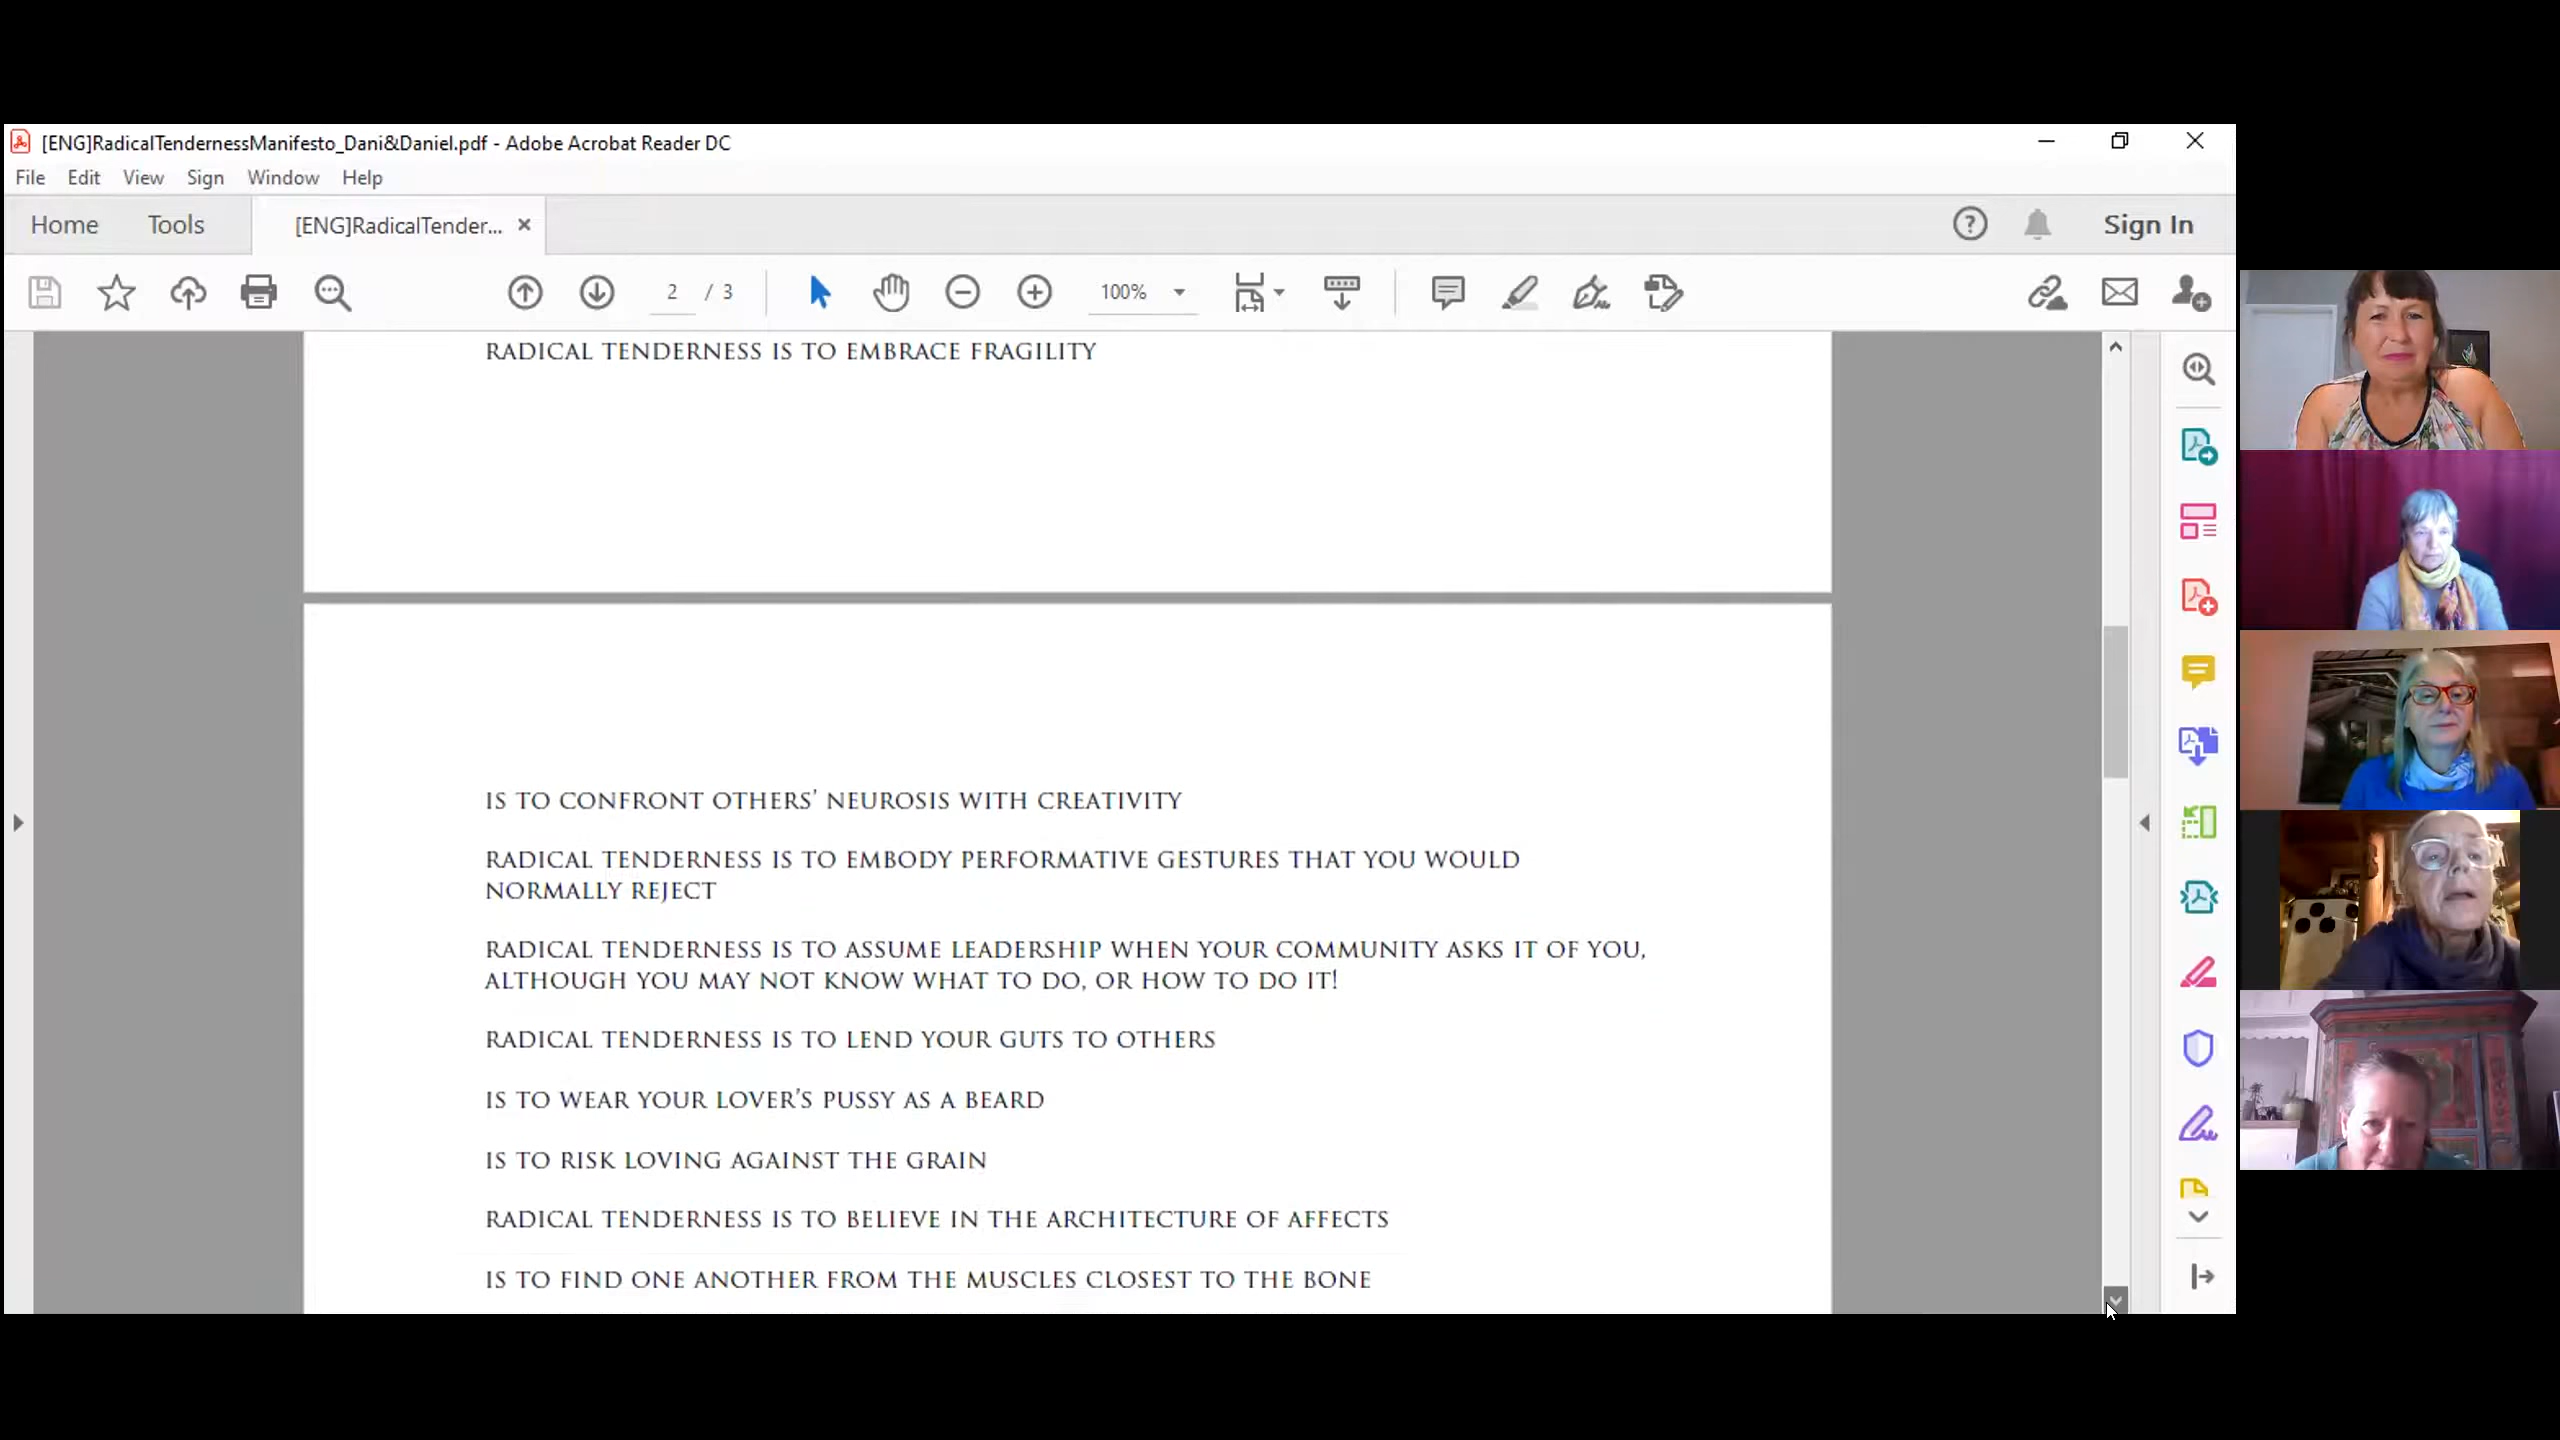 [ENG]RadicalTendernessManifesto_Dani&Daniel.pdf - Adobe Acrobat Reader DC
File Edit View Sign Window Help
Home Tools [ENG]RadicalTender... Sign In
2 / 3 100%
RADICAL TENDERNESS IS TO EMBRACE FRAGILITY
IS TO CONFRONT OTHERS’ NEUROSIS WITH CREATIVITY
RADICAL TENDERNESS IS TO EMBODY PERFORMATIVE GESTURES THAT YOU WOULD
NORMALLY REJECT
RADICAL TENDERNESS IS TO ASSUME LEADERSHIP WHEN YOUR COMMUNITY ASKS IT OF YOU,
ALTHOUGH YOU MAY NOT KNOW WHAT TO DO, OR HOW TO DO IT!
RADICAL TENDERNESS IS TO LEND YOUR GUTS TO OTHERS
IS TO WEAR YOUR LOVER’S PUSSY AS A BEARD
IS TO RISK LOVING AGAINST THE GRAIN
RADICAL TENDERNESS IS TO BELIEVE IN THE ARCHITECTURE OF AFFECTS
IS TO FIND ONE ANOTHER FROM THE MUSCLES CLOSEST TO THE BONE